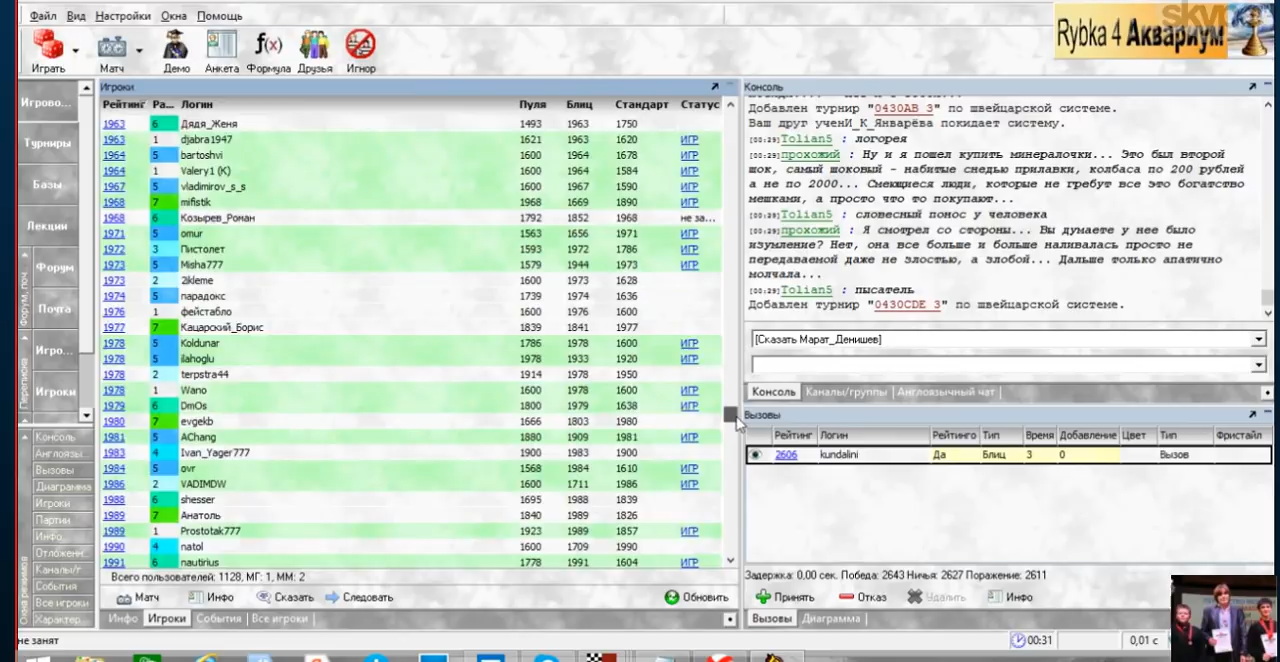 Файл Вид Настройки Окна Помощь
Rybka 4 Аквариум
Играть Матч Демо Анкета Формула Друзья Игнор
Игроки
Рейтинг Ра... Логин Пуля Блиц Стандарт Статус
1963 6 Дядя_Женя 1493 1963 1750
1963 1 djabra1947 1621 1963 1620 ИГР
1964 5 bartoshvi 1600 1964 1678 ИГР
1964 1 Valery1 (K) 1600 1964 1584 ИГР
1967 5 vladimirov_s_s 1600 1967 1590 ИГР
1968 7 mifistik 1968 1669 1890 ИГР
1968 6 Козырев_Роман 1792 1852 1968 не за...
1971 5 omur 1563 1656 1971 ИГР
1972 3 Пистолет 1593 1972 1786 ИГР
1973 5 Misha777 1579 1944 1973 ИГР
1973 2 2ikleme 1600 1973 1628
1974 5 парадокс 1739 1974 1636
1976 1 фейстабло 1600 1976 1600
1977 7 Кацарский_Борис 1839 1841 1977
1978 5 Koldunar 1786 1978 1600 ИГР
1978 5 ilahoglu 1978 1933 1920 ИГР
1978 2 terpstra44 1914 1978 1950
1978 1 Wano 1600 1978 1600 ИГР
1979 6 DmOs 1800 1979 1638 ИГР
1980 7 evgekb 1666 1803 1980
1981 5 AChang 1880 1909 1981 ИГР
1983 4 Ivan_Yager777 1900 1983 1900
1984 5 ovr 1568 1984 1610 ИГР
1986 2 VADIMDW 1600 1711 1986 ИГР
1988 6 shesser 1695 1988 1839
1989 7 Анатоль 1840 1989 1826
1989 1 Prostotak777 1923 1989 1857 ИГР
1990 4 natol 1600 1709 1990
1991 6 nautirius 1778 1991 1604 ИГР
Всего пользователей: 1128, МГ: 1, ММ: 2
Матч Инфо Сказать Следовать Обновить
Инфо Игроки События Все игроки
Игрово...
Турниры
Базы
Лекции
Форум
Почта
Игро...
Игроки
Форум, поч.
Переписка
Консоль
Англоязы...
Вызовы
Диаграмма
Игроки
Партии
Инфо...
Отложенн...
Каналы/г
События
Все игроки
Характер...
Окна режимов
не занят
Консоль
Добавлен турнир "0430AB_3" по швейцарской системе.
Ваш друг ученИ_К_Январёва покидает систему.
[00:29]Tolian5 : логорея
[00:29]прохожий : Ну и я пошел купить минералочки... Это был второй
шок, самый шоковый - набитые снедью прилавки, колбаса по 200 рублей
а не по 2000... Смеющиеся люди, которые не гребут все это богатство
мешками, а просто что то покупают...
[00:29]Tolian5 : словесный понос у человека
[00:29]прохожий : Я смотрел со стороны... Вы думаете у нее было
изумление? Нет, она все больше и больше наливалась просто не
передаваемой даже не злостью, а злобой... Дальше только апатично
молчала...
[00:29]Tolian5 : пысатель
Добавлен турнир "0430CDE_3" по швейцарской системе.
[Сказать Марат_Денишев]
Консоль Каналы/группы Англоязычный чат
Вызовы
Рейтинг Логин Рейтинго Тип Время Добавление Цвет Тип Фристайл
2606 kundalini Да Блиц 3 0 Вызов
Задержка: 0,00 сек. Победа: 2643 Ничья: 2627 Поражение: 2611
Принять Отказ Удалить Инфо
Вызовы Диаграмма
00:31 0,01 с